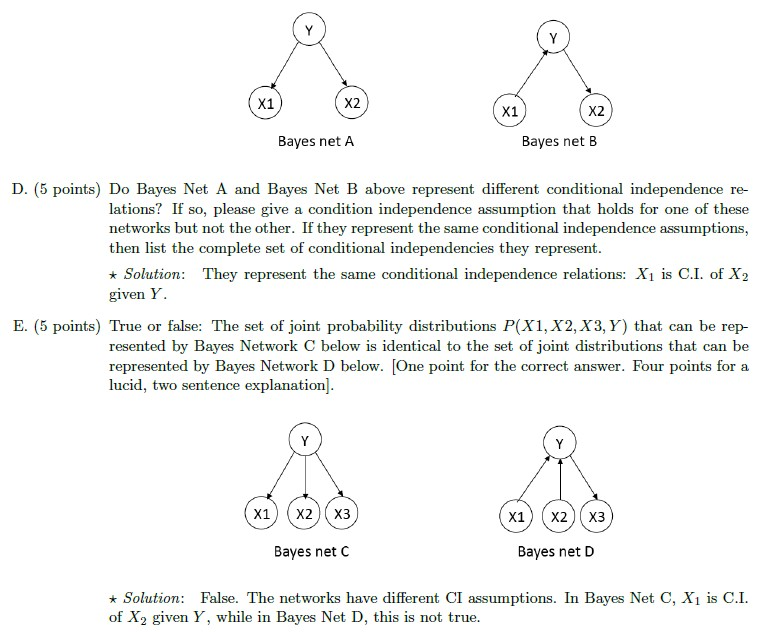 Y
Y
X1
X2
X1
X2
Bayes net A
Bayes net B
D. (5 points) Do Bayes Net A and Bayes Net B above represent different conditional independence re-
lations? If so, please give a condition independence assumption that holds for one of these
networks but not the other. If they represent the same conditional independence assumptions,
then list the complete set of conditional independencies they represent.
⋆ Solution: They represent the same conditional independence relations: X₁ is C.I. of X₂
given Y.
E. (5 points) True or false: The set of joint probability distributions P(X1, X2, X3, Y) that can be rep-
resented by Bayes Network C below is identical to the set of joint distributions that can be
represented by Bayes Network D below. [One point for the correct answer. Four points for a
lucid, two sentence explanation].
Y
Y
X1
X2
X3
X1
X2
X3
Bayes net C
Bayes net D
⋆ Solution: False. The networks have different CI assumptions. In Bayes Net C, X₁ is C.I.
of X₂ given Y, while in Bayes Net D, this is not true.